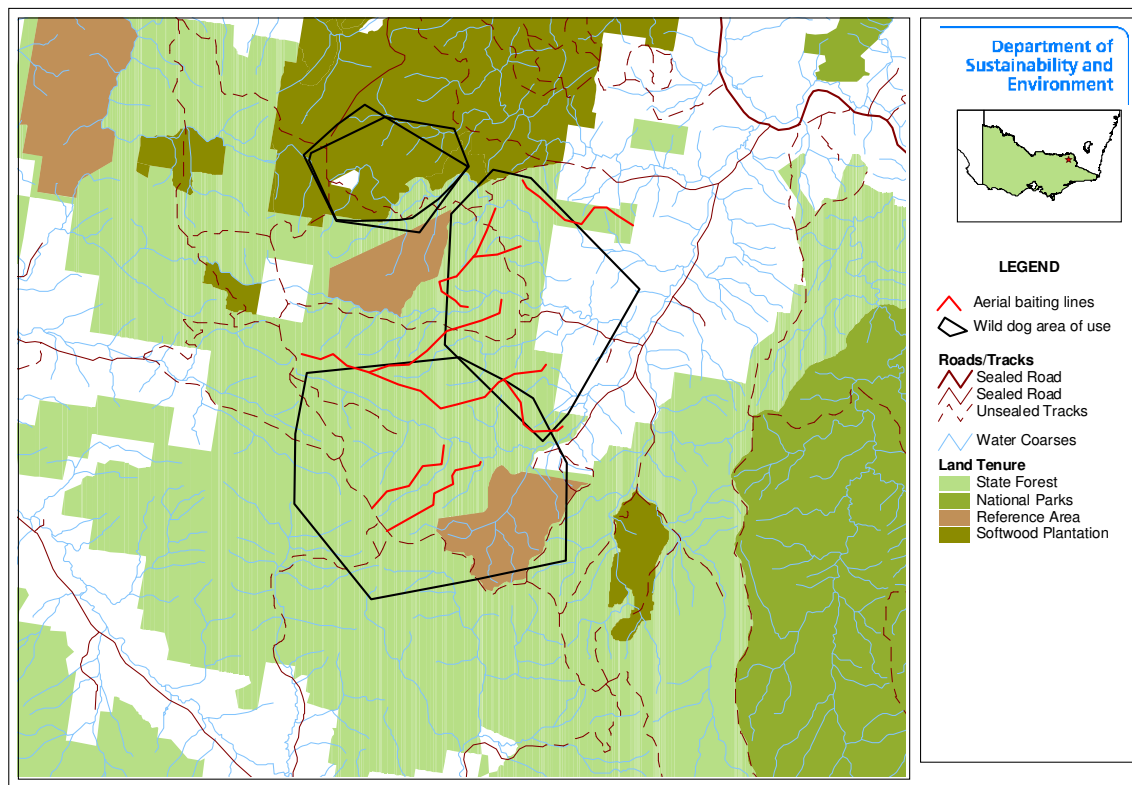 Department of
Sustainability and
Environment
LEGEND
Aerial baiting lines
Wild dog area of use
Roads/Tracks
Sealed Road
Sealed Road
Unsealed Tracks
Water Coarses
Land Tenure
State Forest
National Parks
Reference Area
Softwood Plantation